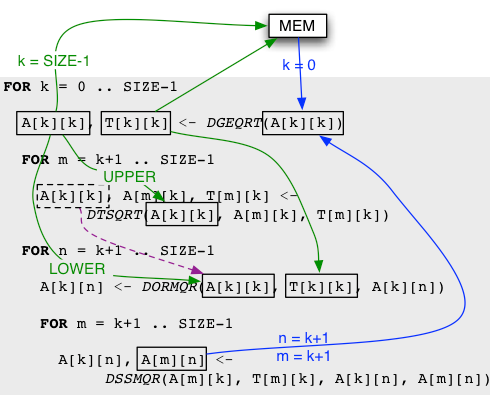 MEM
k = SIZE-1
k = 0
FOR k = 0 .. SIZE-1
A[k][k], T[k][k] <- DGEQRT(A[k][k])
FOR m = k+1 .. SIZE-1
UPPER
A[k][k], A[m][k], T[m][k] <-
DTSQRT(A[k][k], A[m][k], T[m][k])
FOR n = k+1 .. SIZE-1
LOWER
A[k][n] <- DORMQR(A[k][k], T[k][k], A[k][n])
FOR m = k+1 .. SIZE-1
n = k+1
m = k+1
A[k][n], A[m][n] <-
DSSMQR(A[m][k], T[m][k], A[k][n], A[m][n])